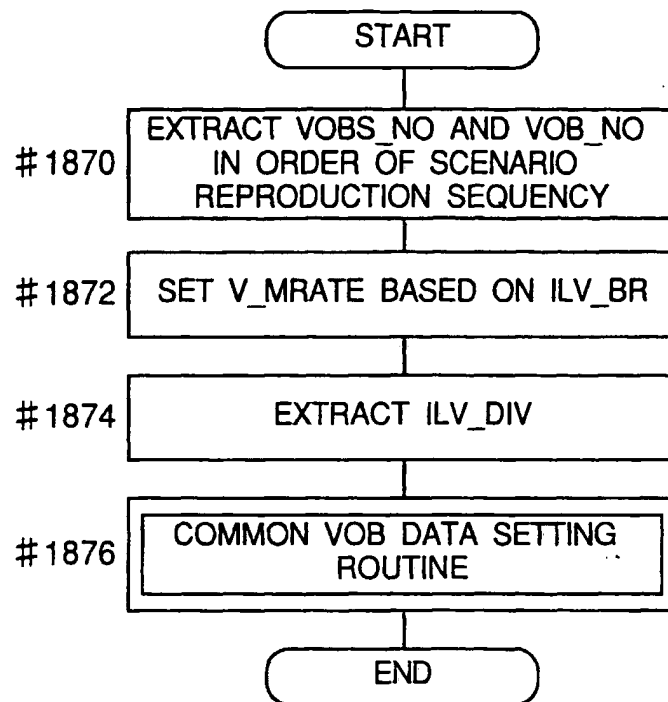 START
#1870
EXTRACT VOBS_NO AND VOB_NO
IN ORDER OF SCENARIO
REPRODUCTION SEQUENCY
#1872
SET V_MRATE BASED ON ILV_BR
#1874
EXTRACT ILV_DIV
#1876
COMMON VOB DATA SETTING
ROUTINE
END